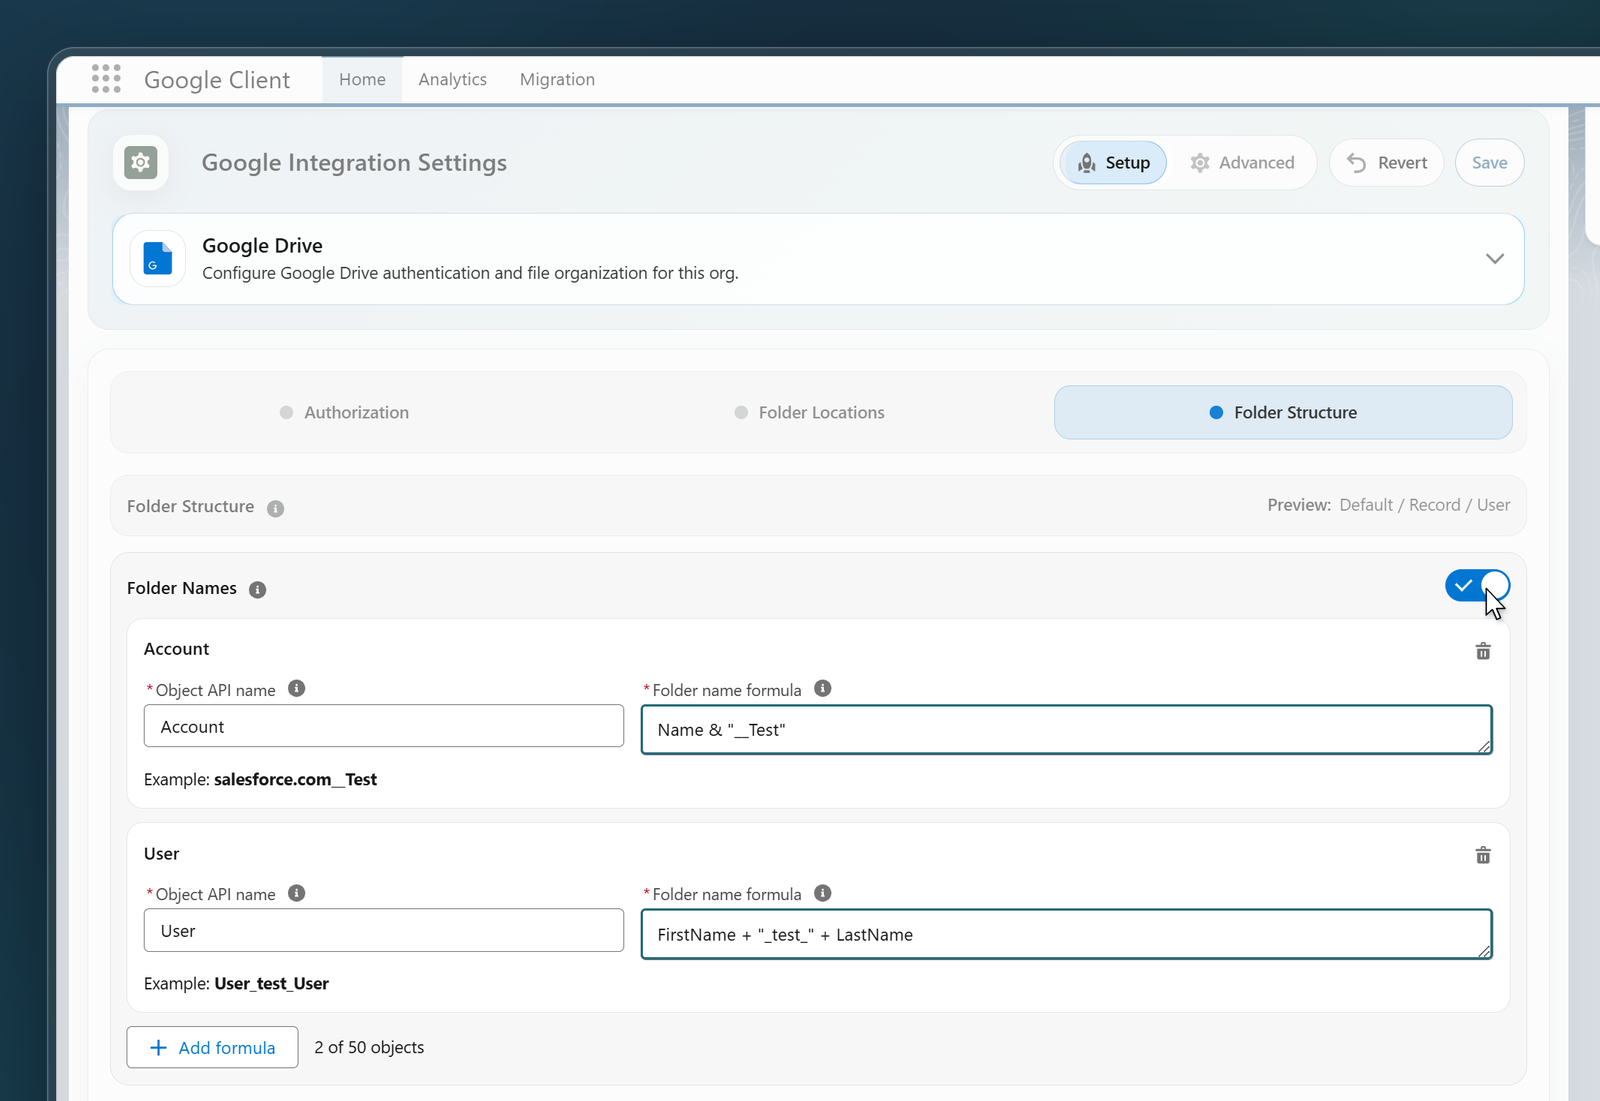 Google Client
Home
Analytics
Migration
Google Integration Settings
Setup
Advanced
Revert
Save
Google Drive
Configure Google Drive authentication and file organization for this org.
G
Authorization
Folder Locations
Folder Structure
Folder Structure
Preview: Default / Record / User
Folder Names
Account
*Object API name
*Folder name formula
Account
Name & "__Test"
Example: salesforce.com__Test
User
*Object API name
*Folder name formula
User
FirstName + "_test_" + LastName
Example: User_test_User
+ Add formula
2 of 50 objects